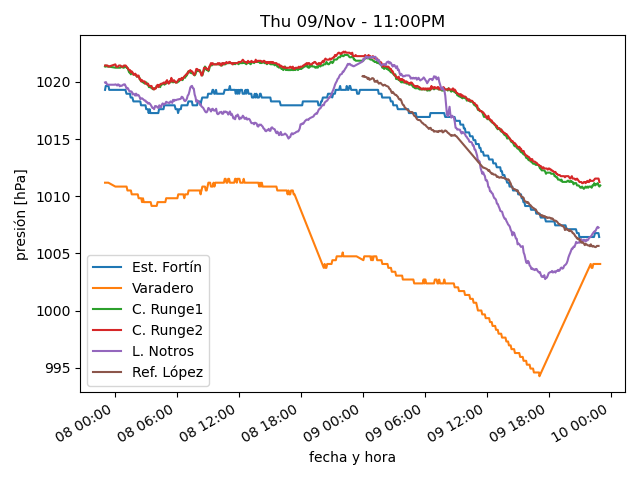 Thu 09/Nov - 11:00PM
presión [hPa]
1020
1015
1010
1005
1000
995
Est. Fortín
Varadero
C. Runge1
C. Runge2
L. Notros
Ref. López
08 00:00
08 06:00
08 12:00
08 18:00
09 00:00
09 06:00
09 12:00
09 18:00
10 00:00
fecha y hora